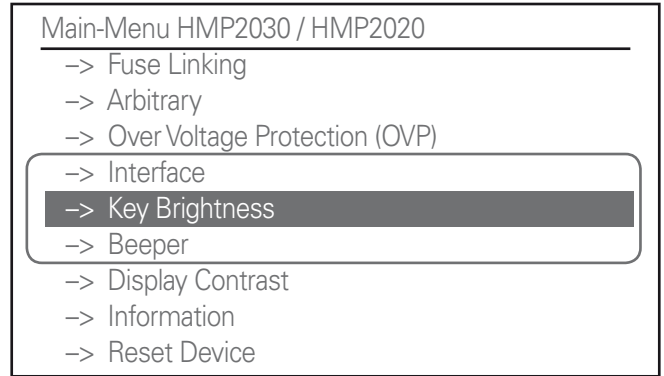 Main-Menu HMP2030 / HMP2020
–> Fuse Linking
–> Arbitrary
–> Over Voltage Protection (OVP)
–> Interface
–> Key Brightness
–> Beeper
–> Display Contrast
–> Information
–> Reset Device